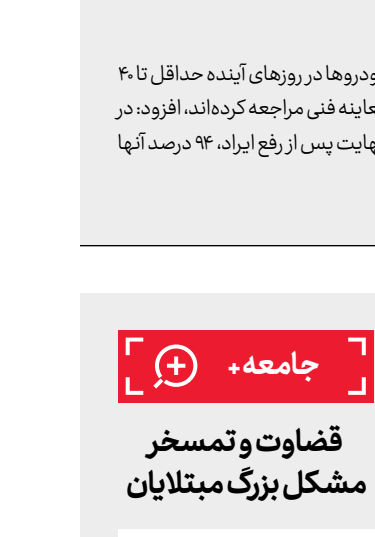 ودروها در روزهای آینده حداقل تا ۴۰
عاینه فنی مراجعه کرده‌اند، افزود: در
هایت پس از رفع ایراد، ۹۴ درصد آنها
جامعه+
قضاوت و تمسخر
مشکل بزرگ مبتلایان